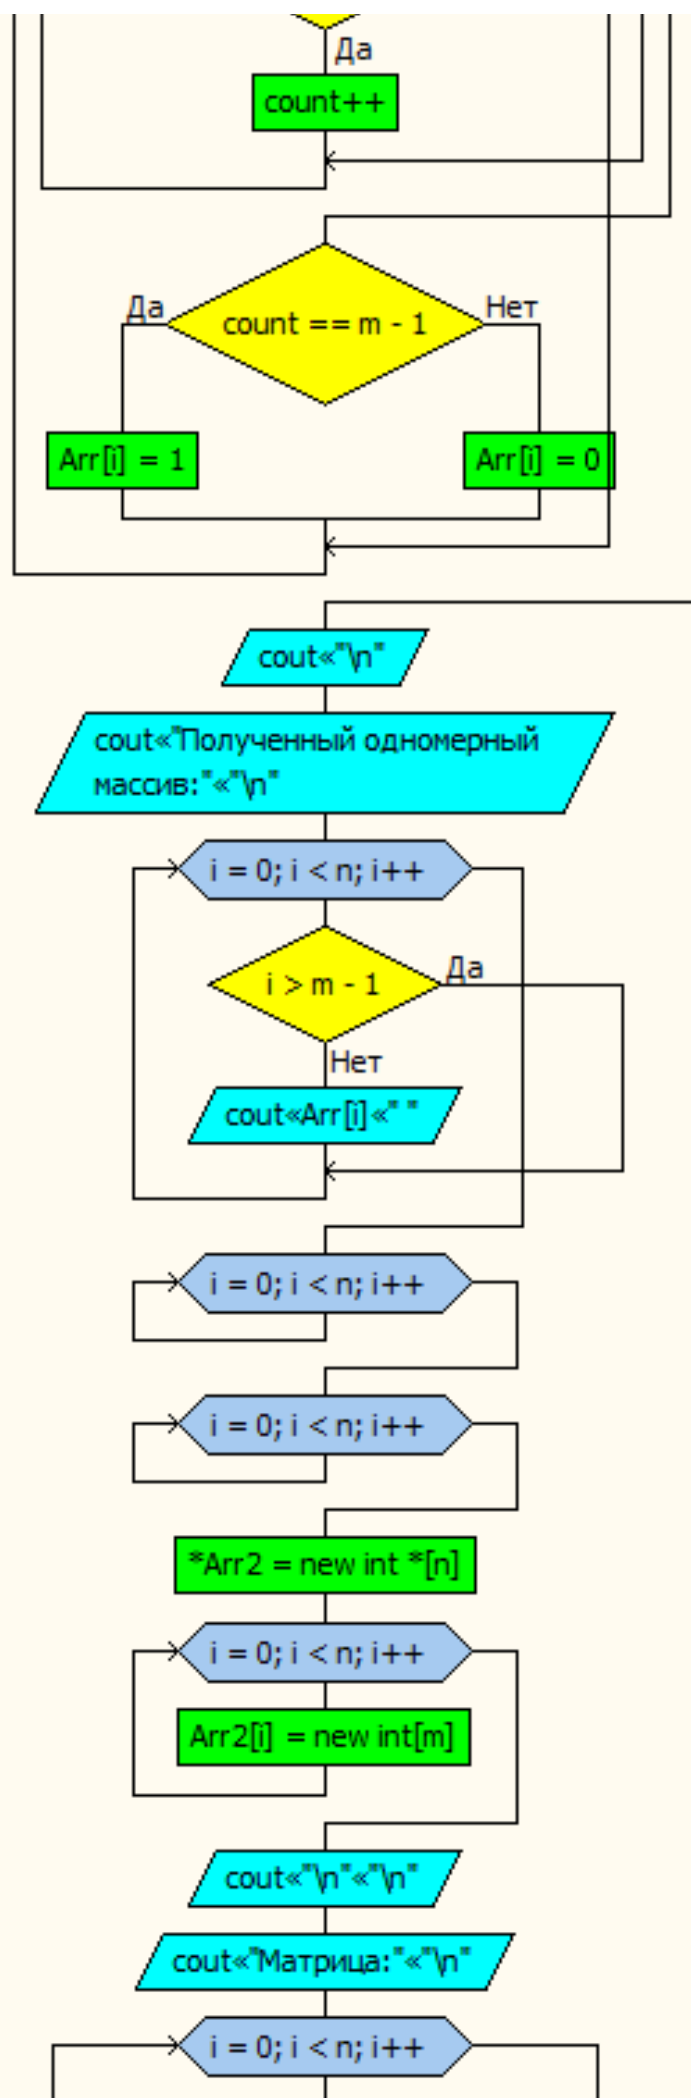 Да
count++
Да
count == m - 1
Нет
Arr[i] = 1
Arr[i] = 0
cout«"\n"
cout«"Полученный одномерный
массив:"«"\n"
i = 0; i < n; i++
i > m - 1
Да
Нет
cout«Arr[i]«" "
i = 0; i < n; i++
i = 0; i < n; i++
*Arr2 = new int *[n]
i = 0; i < n; i++
Arr2[i] = new int[m]
cout«"\n"«"\n"
cout«"Матрица:"«"\n"
i = 0; i < n; i++